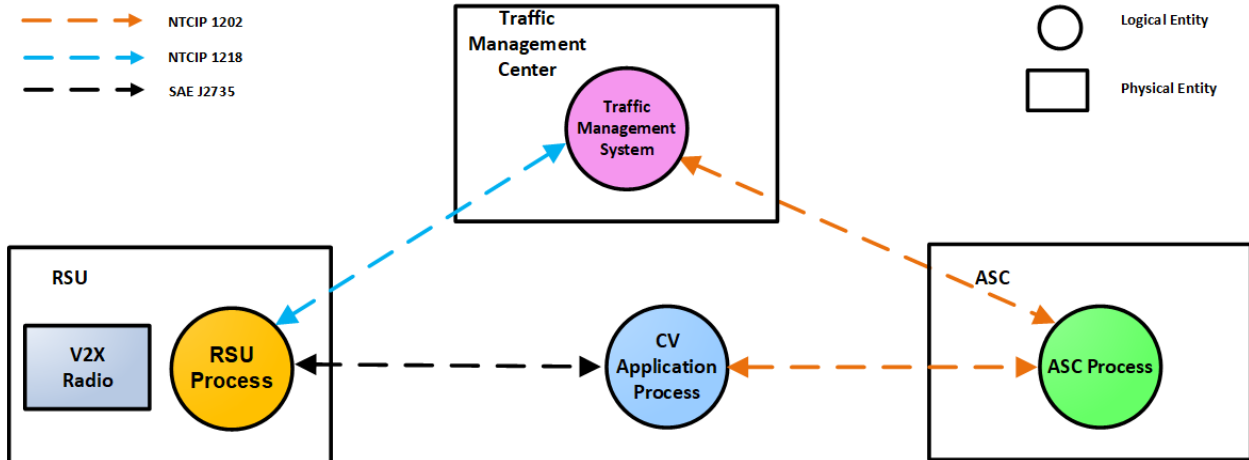 NTCIP 1202
NTCIP 1218
SAE J2735
Traffic
Management
Center
Traffic
Management
System
Logical Entity
Physical Entity
RSU
V2X
Radio
RSU
Process
CV
Application
Process
ASC
ASC Process